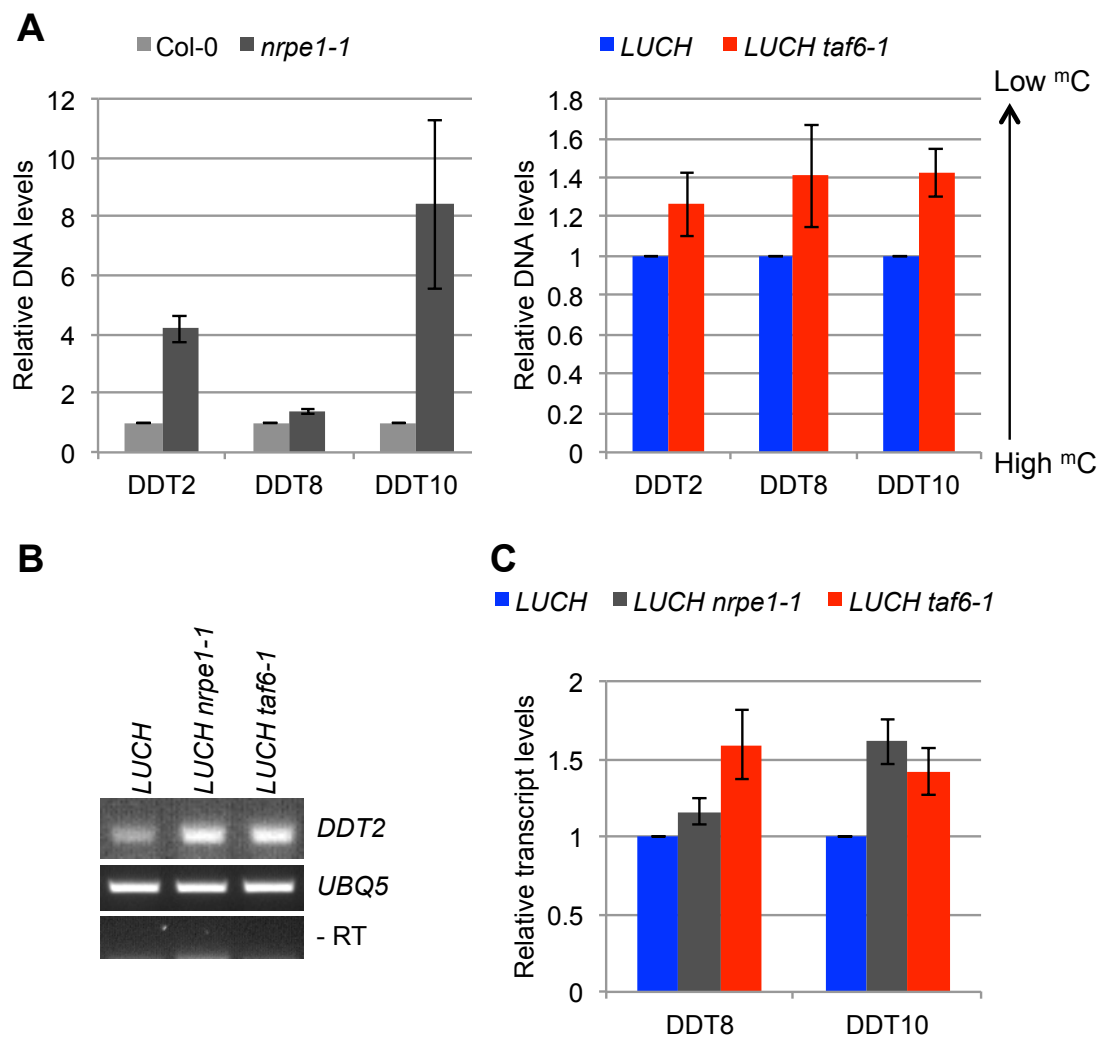 A
Col-0 nrpe1-1
Relative DNA levels
12
10
8
6
4
2
0
DDT2 DDT8 DDT10
LUCH LUCH taf6-1
Relative DNA levels
1.8
1.6
1.4
1.2
1
0.8
0.6
0.4
0.2
0
DDT2 DDT8 DDT10
Low ᵐC
High ᵐC
B
LUCH
LUCH nrpe1-1
LUCH taf6-1
DDT2
UBQ5
- RT
C
LUCH LUCH nrpe1-1 LUCH taf6-1
Relative transcript levels
2
1.5
1
0.5
0
DDT8 DDT10